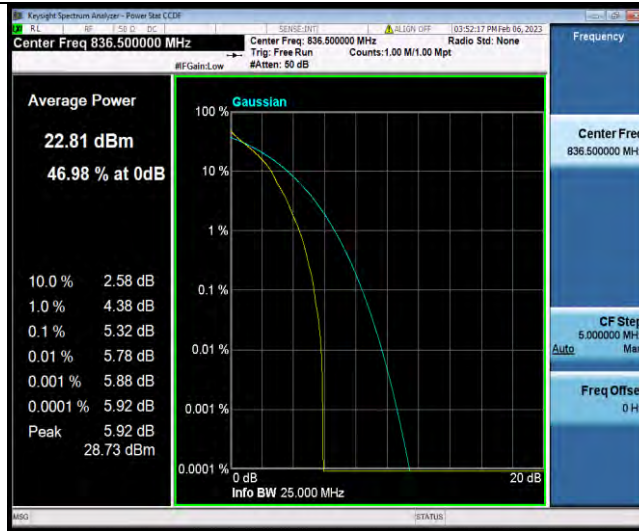 Keysight Spectrum Analyzer - Power Stat CCDF
RL RF 50 Ω DC SENSE:INT ALIGN OFF 03:52:17 PM Feb 06, 2023
Center Freq 836.500000 MHz
Center Freq: 836.500000 MHz Radio Std: None
Trig: Free Run Counts:1.00 M/1.00 Mpt
#IFGain:Low #Atten: 50 dB
Frequency
Average Power
22.81 dBm
46.98 % at 0dB
10.0 % 2.58 dB
1.0 % 4.38 dB
0.1 % 5.32 dB
0.01 % 5.78 dB
0.001 % 5.88 dB
0.0001 % 5.92 dB
Peak 5.92 dB
28.73 dBm
Gaussian
100 %
10 %
1 %
0.1 %
0.01 %
0.001 %
0.0001 %
0 dB 20 dB
Info BW 25.000 MHz
Center Fre
836.500000 MH
CF Step
5.000000 MH
Auto Ma
Freq Offse
0 H
MSG STATUS